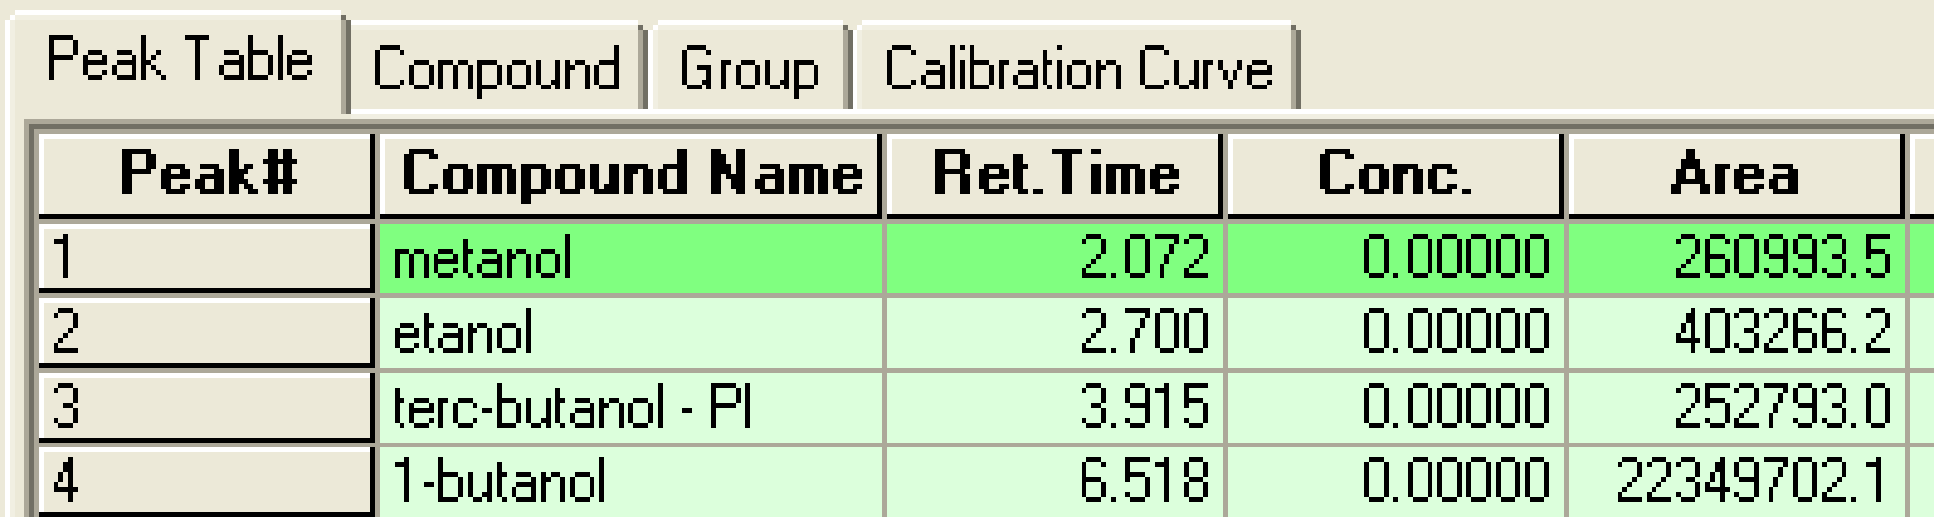 Peak Table Compound Group Calibration Curve
Peak# Compound Name Ret.Time Conc. Area
1 metanol 2.072 0.00000 260993.5
2 etanol 2.700 0.00000 403266.2
3 terc-butanol - PI 3.915 0.00000 252793.0
4 1-butanol 6.518 0.00000 22349702.1